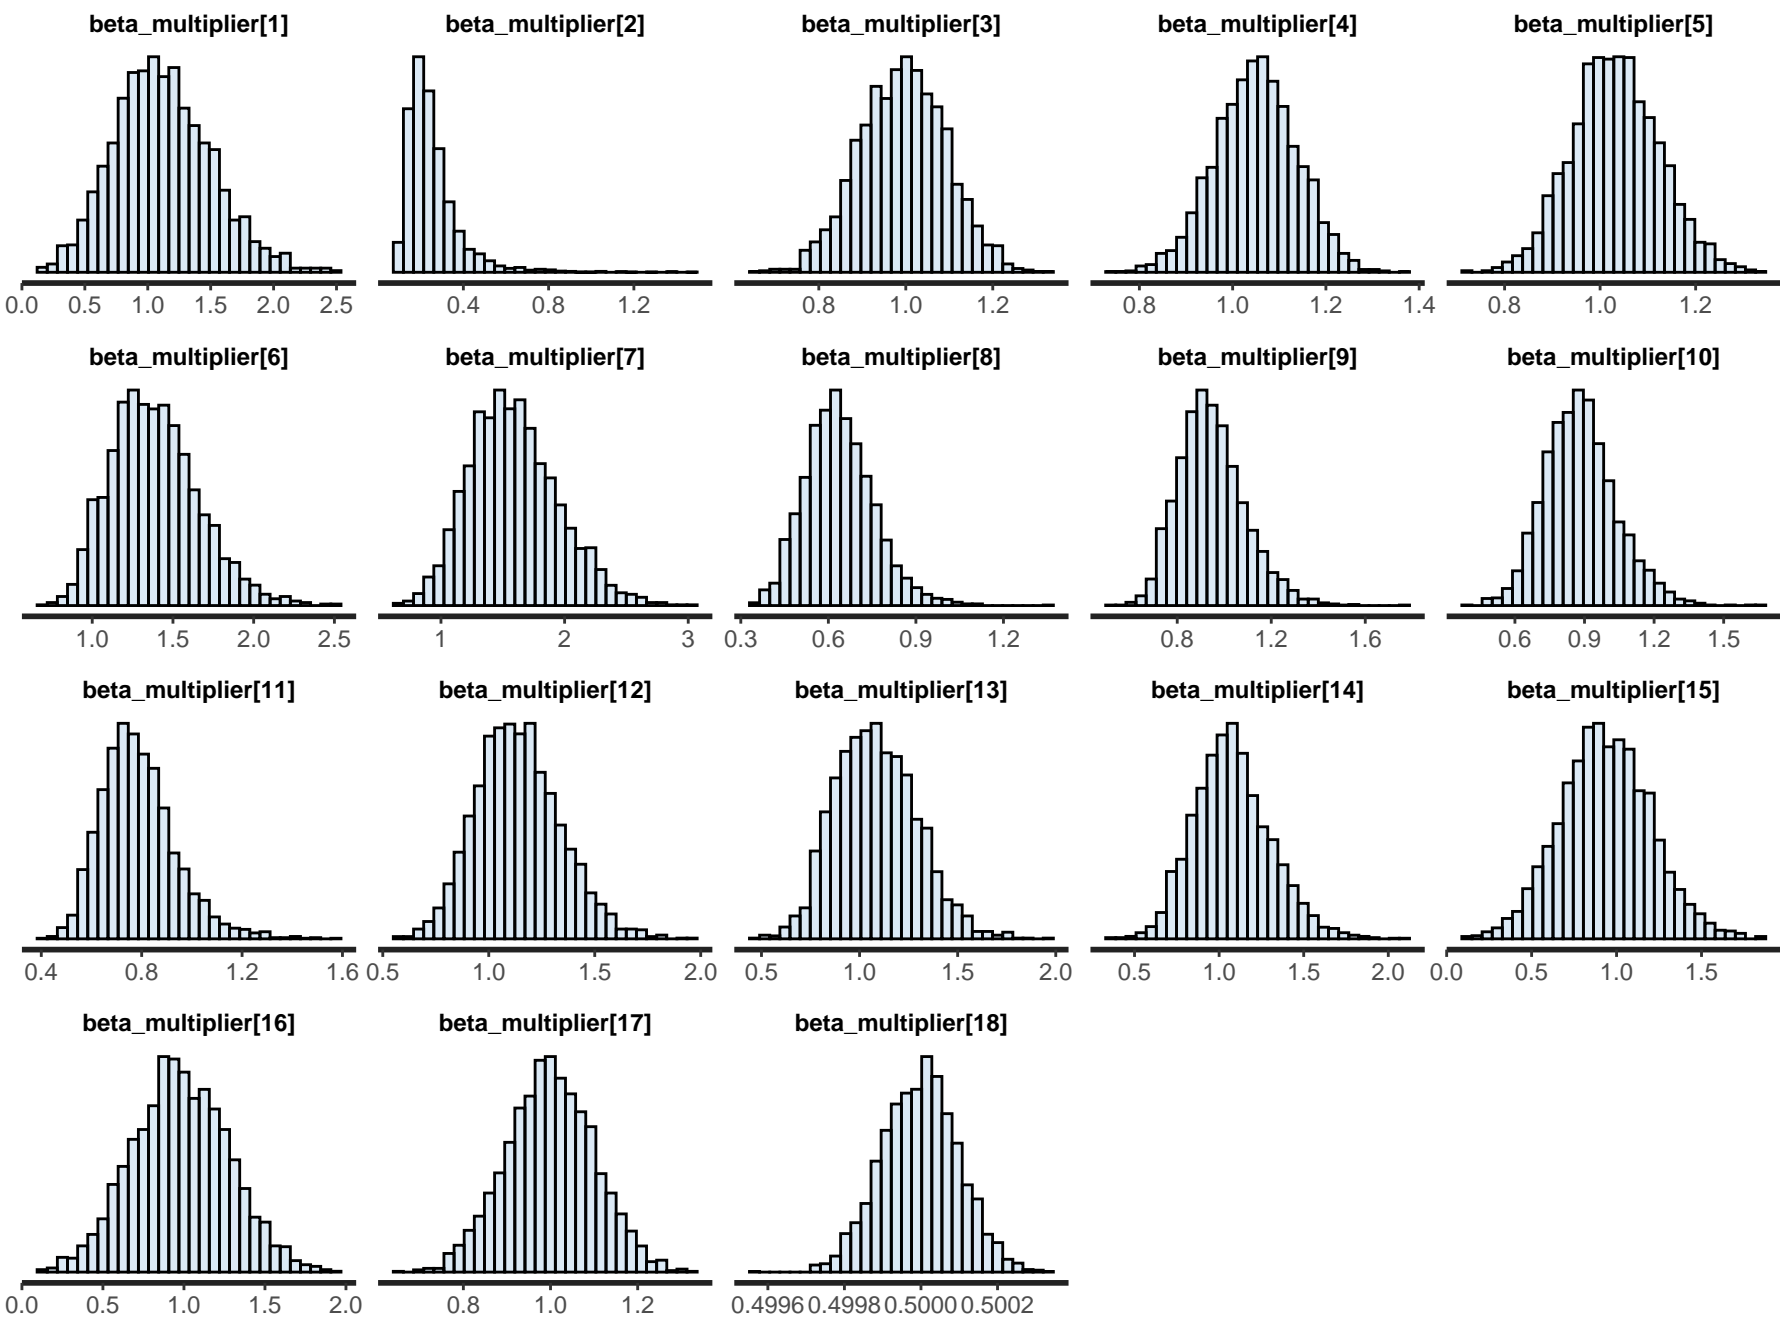 beta_multiplier[1] beta_multiplier[2] beta_multiplier[3] beta_multiplier[4] beta_multiplier[5]
0.0 0.5 1.0 1.5 2.0 2.5 0.4 0.8 1.2 0.8 1.0 1.2 0.8 1.0 1.2 1.4 0.8 1.0 1.2
beta_multiplier[6] beta_multiplier[7] beta_multiplier[8] beta_multiplier[9] beta_multiplier[10]
1.0 1.5 2.0 2.5 1 2 3 0.3 0.6 0.9 1.2 0.8 1.2 1.6 0.6 0.9 1.2 1.5
beta_multiplier[11] beta_multiplier[12] beta_multiplier[13] beta_multiplier[14] beta_multiplier[15]
0.4 0.8 1.2 1.6 0.5 1.0 1.5 2.0 0.5 1.0 1.5 2.0 0.5 1.0 1.5 2.0 0.0 0.5 1.0 1.5
beta_multiplier[16] beta_multiplier[17] beta_multiplier[18]
0.0 0.5 1.0 1.5 2.0 0.8 1.0 1.2 0.4996 0.4998 0.5000 0.5002